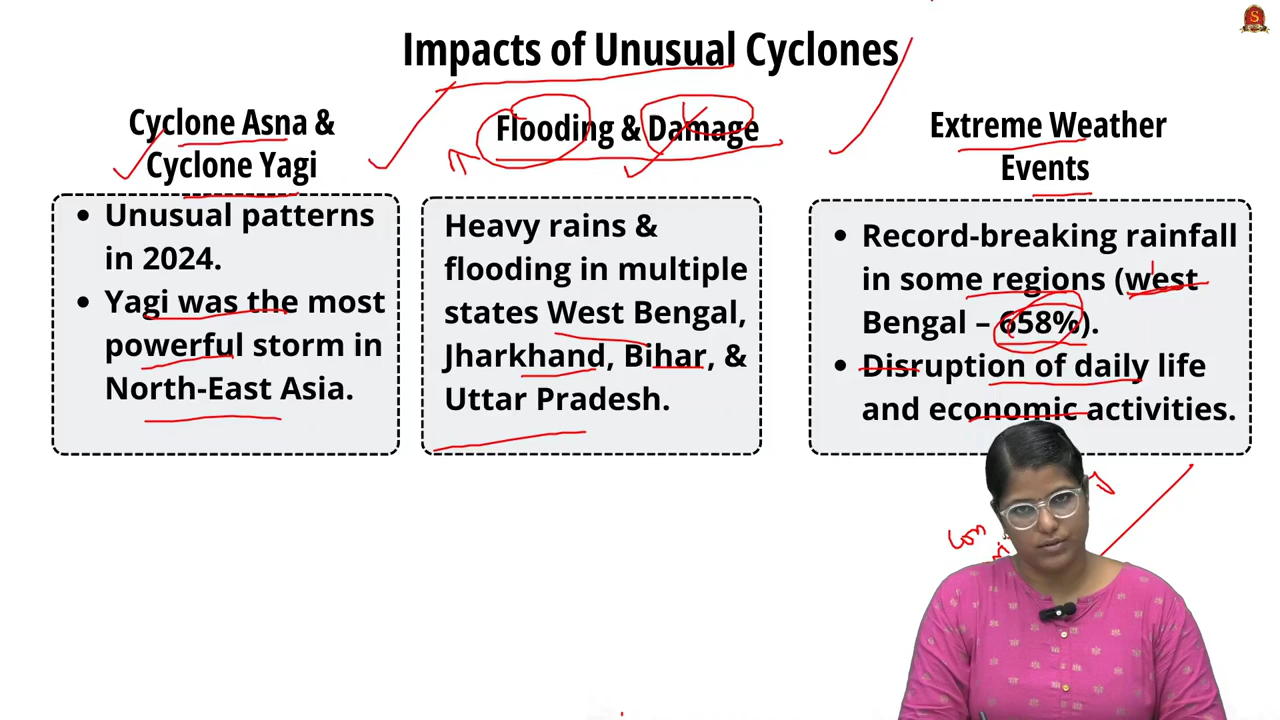 Impacts of Unusual Cyclones
Cyclone Asna &
Cyclone Yagi
• Unusual patterns
in 2024.
• Yagi was the most
powerful storm in
North-East Asia.
Flooding & Damage
Heavy rains &
flooding in multiple
states West Bengal,
Jharkhand, Bihar, &
Uttar Pradesh.
Extreme Weather
Events
• Record-breaking rainfall
in some regions (west
Bengal – 658%).
• Disruption of daily life
and economic activities.